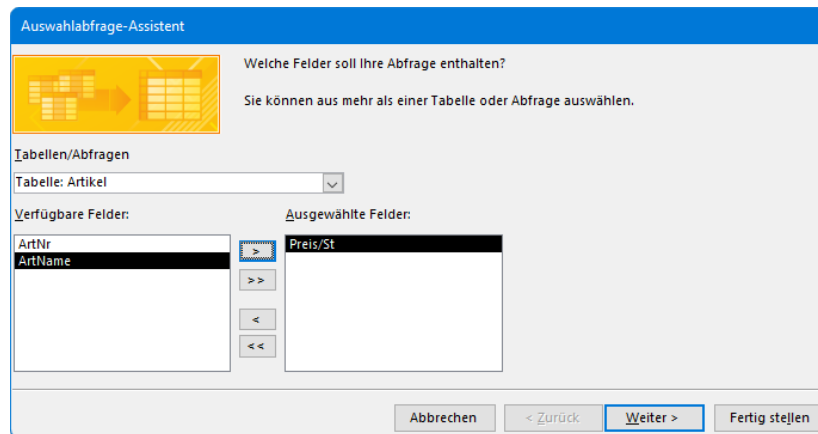 Auswahlabfrage-Assistent
Welche Felder soll Ihre Abfrage enthalten?
Sie können aus mehr als einer Tabelle oder Abfrage auswählen.
Tabellen/Abfragen
Tabelle: Artikel
Verfügbare Felder:
Ausgewählte Felder:
ArtNr
ArtName
>
>>
<
<<
Preis/St
Abbrechen
< Zurück
Weiter >
Fertig stellen